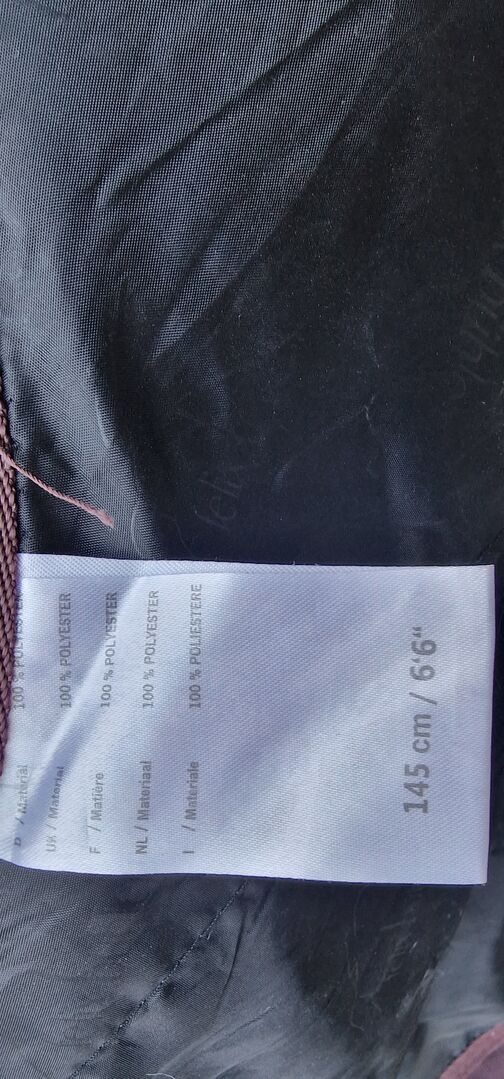 D / Material 100 % POLYESTER
UK / Material 100 % POLYESTER
F / Matière 100 % POLYESTER
NL / Materiaal 100 % POLYESTER
I / Materiale 100 % POLIESTERE
145 cm / 6‘6“
felix